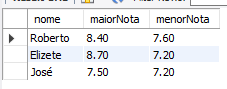 nome maiorNota menorNota
Roberto 8.40 7.60
Elizete 8.70 7.20
José 7.50 7.20